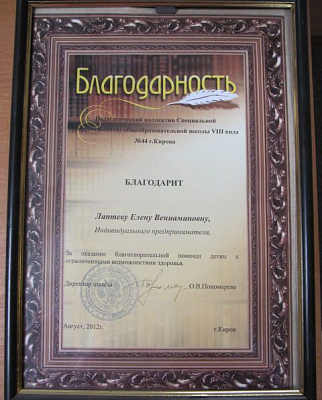 Благодарность
Педагогический коллектив Специальной
общеобразовательной школы VIII вида
№44 г.Кирова
БЛАГОДАРИТ
Лаптеву Елену Вениаминовну,
Индивидуального предпринимателя,
За оказание благотворительной помощи детям с
ограниченными возможностями здоровья.
Директор школы О.В.Пономарева
Август, 2012г. г.Киров